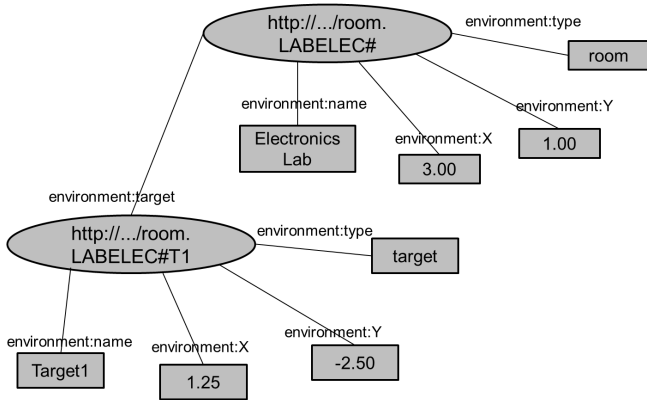 http://.../room.
LABELEC#
environment:type
room
environment:name
Electronics
Lab
environment:X
3.00
environment:Y
1.00
environment:target
http://.../room.
LABELEC#T1
environment:type
target
environment:name
Target1
environment:X
1.25
environment:Y
-2.50